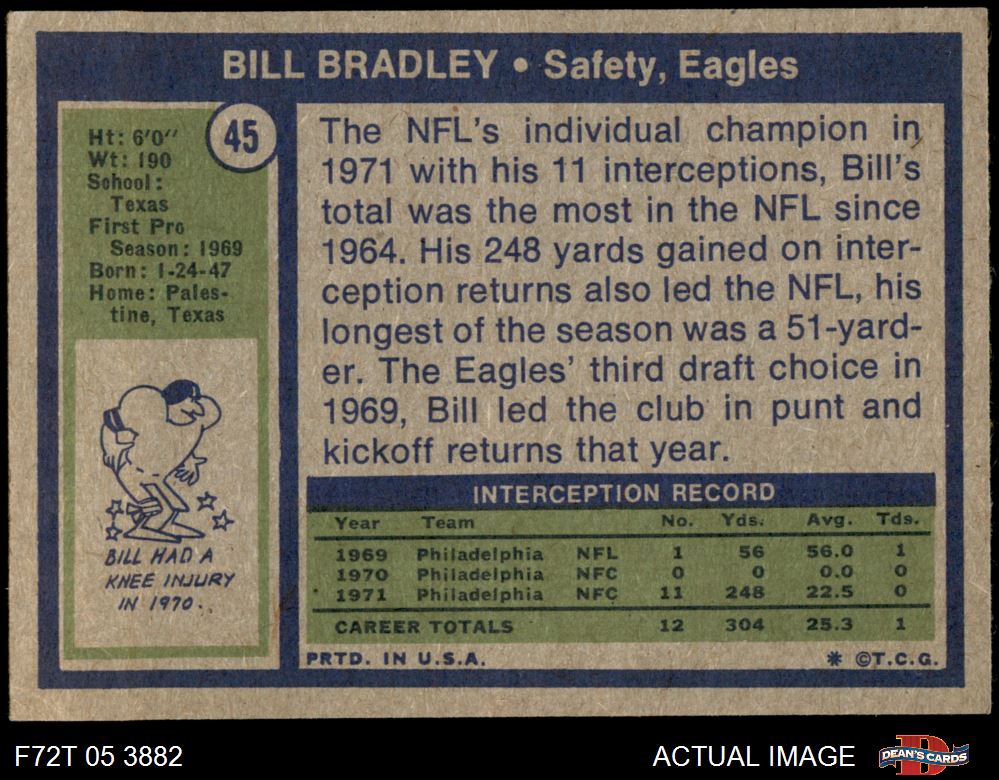 BILL BRADLEY • Safety, Eagles
45
Ht: 6'0"
Wt: 190
School:
Texas
First Pro
Season: 1969
Born: 1-24-47
Home: Pales-
tine, Texas
BILL HAD A
KNEE INJURY
IN 1970.
The NFL's individual champion in
1971 with his 11 interceptions, Bill's
total was the most in the NFL since
1964. His 248 yards gained on inter-
ception returns also led the NFL, his
longest of the season was a 51-yard-
er. The Eagles' third draft choice in
1969, Bill led the club in punt and
kickoff returns that year.
INTERCEPTION RECORD
Year Team No. Yds. Avg. Tds.
1969 Philadelphia NFL 1 56 56.0 1
1970 Philadelphia NFC 0 0 0.0 0
1971 Philadelphia NFC 11 248 22.5 0
CAREER TOTALS 12 304 25.3 1
PRTD. IN U.S.A. * ©T.C.G.
F72T 05 3882 ACTUAL IMAGE DEAN'S CARDS